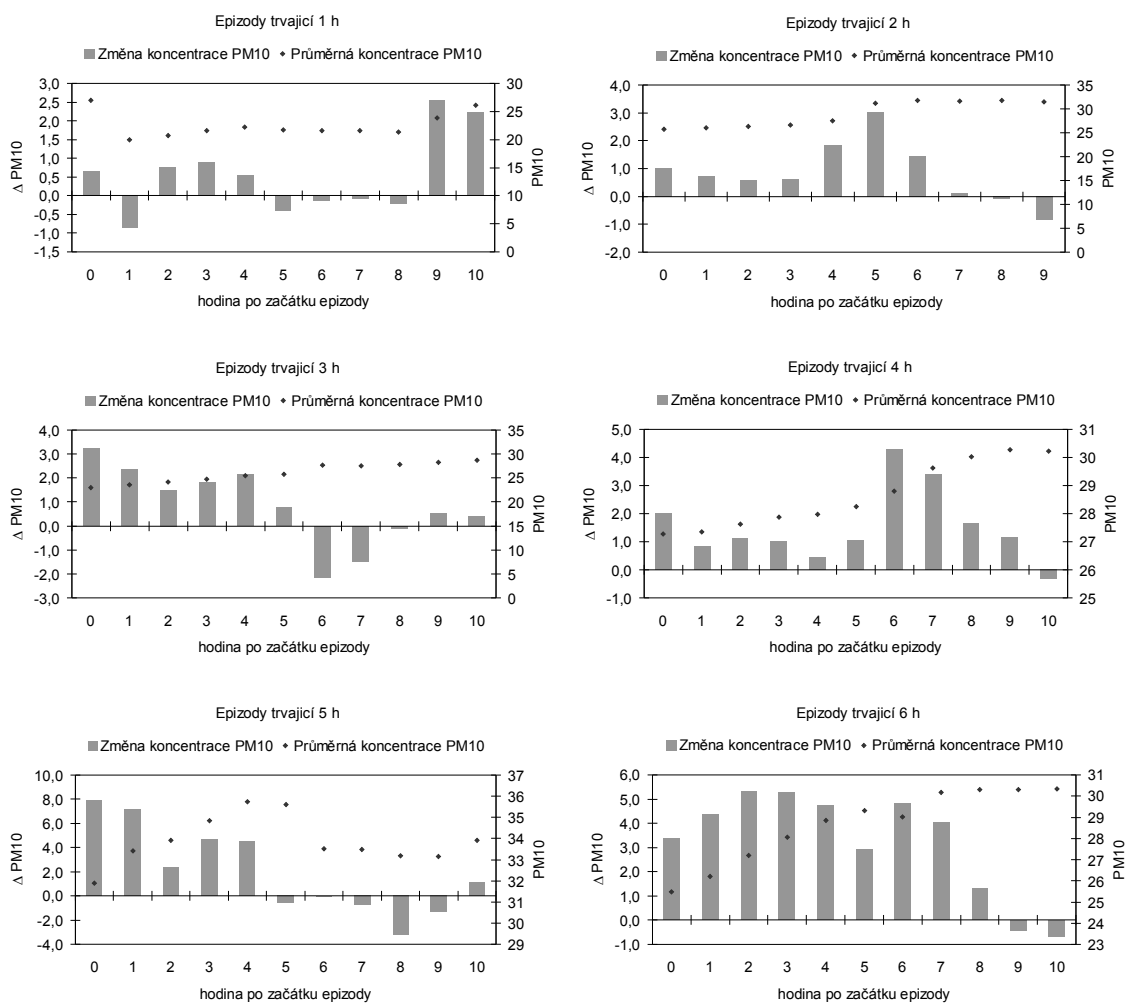 Epizody trvající 1 h
Změna koncentrace PM10 Průměrná koncentrace PM10
3,0 30
2,5 25
2,0
1,5 20
1,0 15
0,5
0,0 10
-0,5 5
-1,0
-1,5 0
0 1 2 3 4 5 6 7 8 9 10
Δ PM10
PM10
hodina po začátku epizody
Epizody trvající 2 h
Změna koncentrace PM10 Průměrná koncentrace PM10
4,0 35
3,0 30
2,0 25
1,0 20
0,0 15
-1,0 10
-2,0 5
0
0 1 2 3 4 5 6 7 8 9
Δ PM10
PM10
hodina po začátku epizody
Epizody trvající 3 h
Změna koncentrace PM10 Průměrná koncentrace PM10
4,0 35
3,0 30
2,0 25
1,0 20
0,0 15
-1,0 10
-2,0 5
-3,0 0
0 1 2 3 4 5 6 7 8 9 10
Δ PM10
PM10
hodina po začátku epizody
Epizody trvající 4 h
Změna koncentrace PM10 Průměrná koncentrace PM10
5,0 31
4,0 30
3,0 29
2,0 28
1,0 27
0,0 26
-1,0 25
0 1 2 3 4 5 6 7 8 9 10
Δ PM10
PM10
hodina po začátku epizody
Epizody trvající 5 h
Změna koncentrace PM10 Průměrná koncentrace PM10
10,0 37
8,0 36
6,0 35
4,0 34
2,0 33
0,0 32
-2,0 31
-4,0 30
29
0 1 2 3 4 5 6 7 8 9 10
Δ PM10
PM10
hodina po začátku epizody
Epizody trvající 6 h
Změna koncentrace PM10 Průměrná koncentrace PM10
6,0 31
5,0 30
4,0 29
3,0 28
2,0 27
1,0 26
0,0 25
-1,0 24
23
0 1 2 3 4 5 6 7 8 9 10
Δ PM10
PM10
hodina po začátku epizody